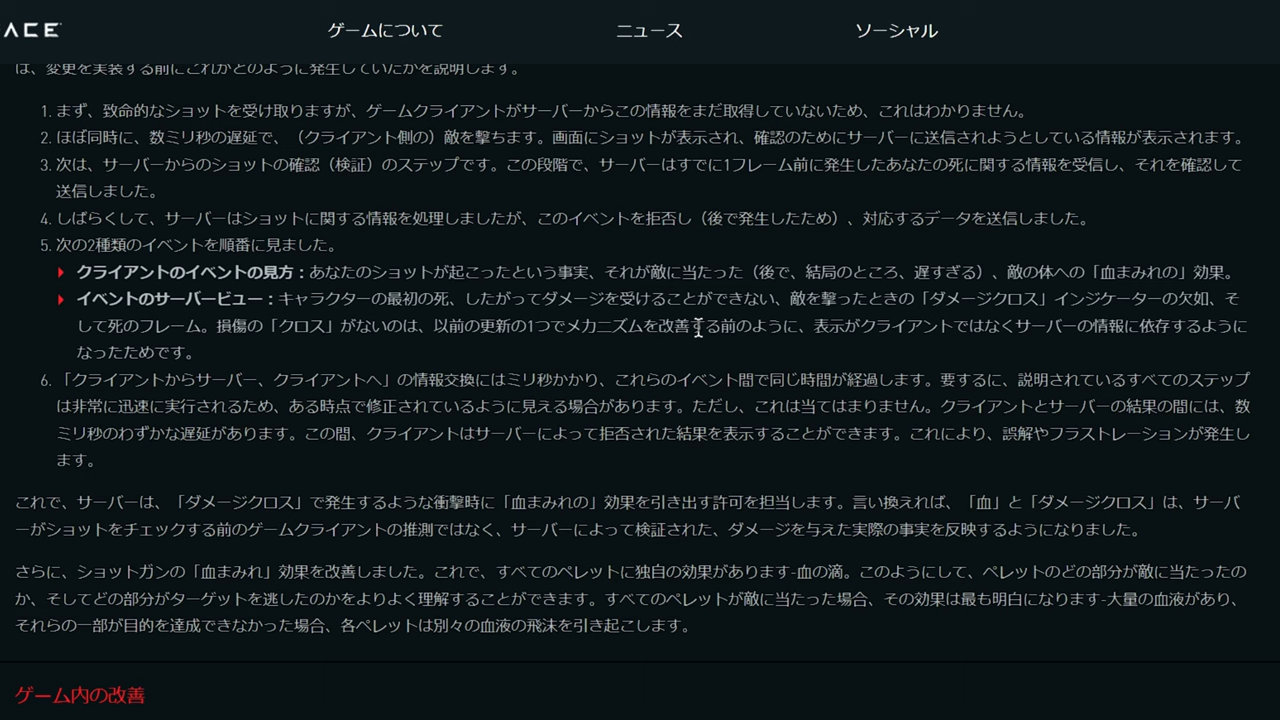 ACE
ゲームについて
ニュース
ソーシャル
は、変更を実装する前にこれがどのように発生していたかを説明します。
1. まず、致命的なショットを受け取りますが、ゲームクライアントがサーバーからこの情報をまだ取得していないため、これはわかりません。
2. ほぼ同時に、数ミリ秒の遅延で、（クライアント側の）敵を撃ちます。画面にショットが表示され、確認のためにサーバーに送信されようとしている情報が表示されます。
3. 次は、サーバーからのショットの確認（検証）のステップです。この段階で、サーバーはすでに1フレーム前に発生したあなたの死に関する情報を受信し、それを確認して
送信しました。
4. しばらくして、サーバーはショットに関する情報を処理しましたが、このイベントを拒否し（後で発生したため）、対応するデータを送信しました。
5. 次の2種類のイベントを順番に見ました。
クライアントのイベントの見方：あなたのショットが起こったという事実、それが敵に当たった（後で、結局のところ、遅すぎる）、敵の体への「血まみれの」効果。
イベントのサーバービュー：キャラクターの最初の死、したがってダメージを受けることができない、敵を撃ったときの「ダメージクロス」インジケーターの欠如、そ
して死のフレーム。損傷の「クロス」がないのは、以前の更新の1つでメカニズムを改善する前のように、表示がクライアントではなくサーバーの情報に依存するように
なったためです。
6. 「クライアントからサーバー、クライアントへ」の情報交換にはミリ秒かかり、これらのイベント間で同じ時間が経過します。要するに、説明されているすべてのステップ
は非常に迅速に実行されるため、ある時点で修正されているように見える場合があります。ただし、これは当てはまりません。クライアントとサーバーの結果の間には、数
ミリ秒のわずかな遅延があります。この間、クライアントはサーバーによって拒否された結果を表示することができます。これにより、誤解やフラストレーションが発生し
ます。
これで、サーバーは、「ダメージクロス」で発生するような衝撃時に「血まみれの」効果を引き出す許可を担当します。言い換えれば、「血」と「ダメージクロス」は、サーバ
ーがショットをチェックする前のゲームクライアントの推測ではなく、サーバーによって検証された、ダメージを与えた実際の事実を反映するようになりました。
さらに、ショットガンの「血まみれ」効果を改善しました。これで、すべてのペレットに独自の効果があります-血の滴。このようにして、ペレットのどの部分が敵に当たったの
か、そしてどの部分がターゲットを逃したのかをよりよく理解することができます。すべてのペレットが敵に当たった場合、その効果は最も明白になります-大量の血液があり、
それらの一部が目的を達成できなかった場合、各ペレットは別々の血液の飛沫を引き起こします。
ゲーム内の改善